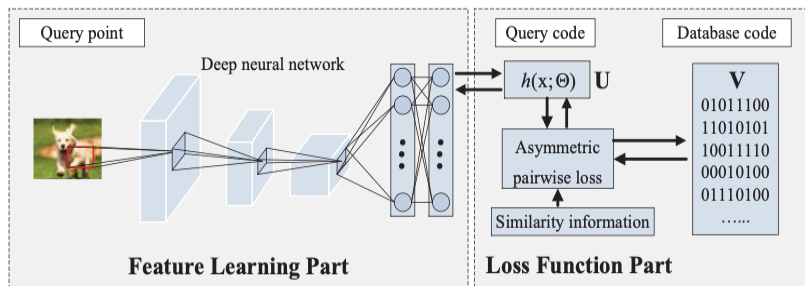 Query point
Deep neural network
Feature Learning Part
Query code
Database code
h(x; Θ)
U
V
01011100
11010101
10011110
00010100
01110100
…...
Asymmetric
pairwise loss
Similarity information
Loss Function Part